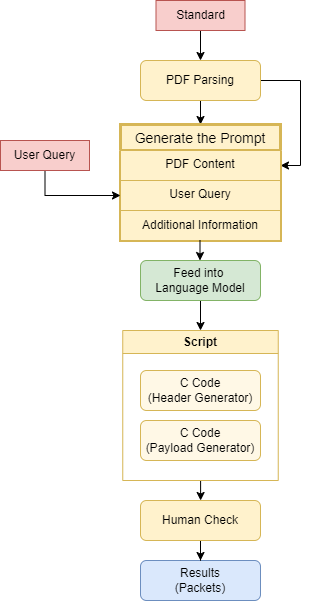 Standard
PDF Parsing
Generate the Prompt
PDF Content
User Query
User Query
Additional Information
Feed into
Language Model
Script
C Code
(Header Generator)
C Code
(Payload Generator)
Human Check
Results
(Packets)